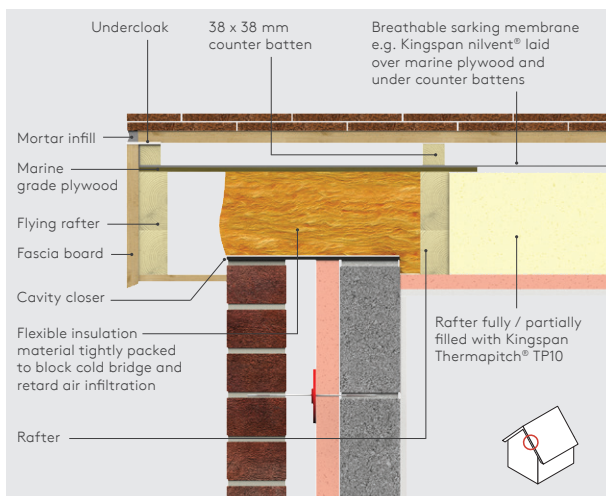 Undercloak
38 x 38 mm
counter batten
Breathable sarking membrane
e.g. Kingspan nilvent® laid
over marine plywood and
under counter battens
Mortar infill
Marine
grade plywood
Flying rafter
Fascia board
Cavity closer
Flexible insulation
material tightly packed
to block cold bridge and
retard air infiltration
Rafter
Rafter fully / partially
filled with Kingspan
Thermapitch® TP10